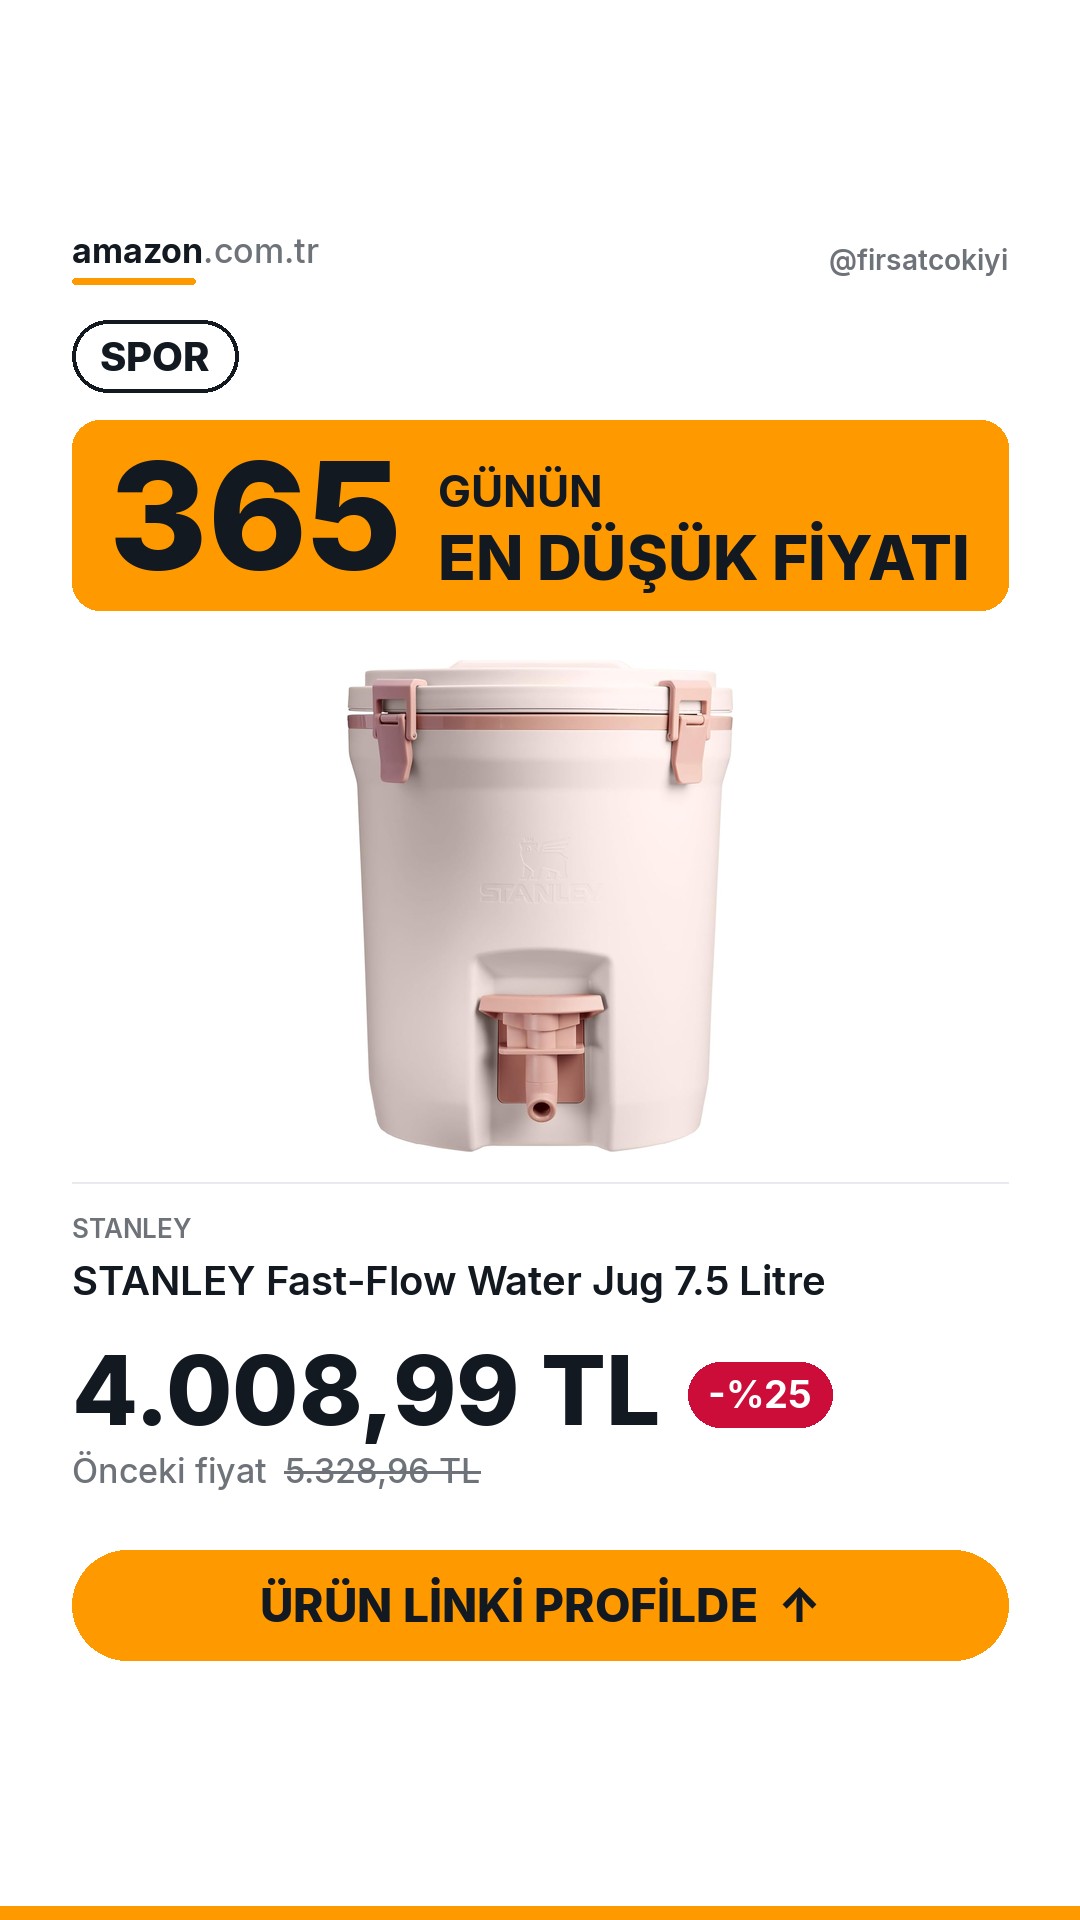 amazon.com.tr
@firsatcokiyi
SPOR
365 GÜNÜN
EN DÜŞÜK FİYATI
STANLEY
STANLEY
STANLEY Fast-Flow Water Jug 7.5 Litre
4.008,99 TL -%25
Önceki fiyat 5.328,96 TL
ÜRÜN LİNKİ PROFİLDE ↑